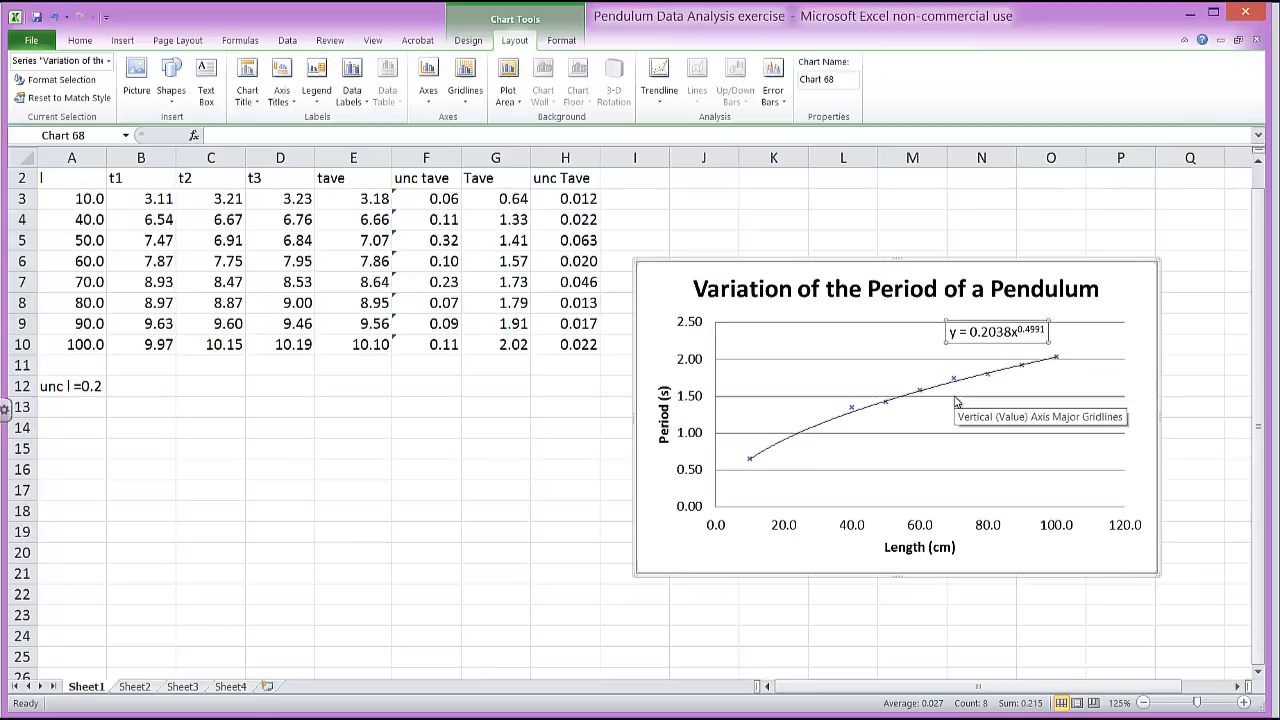 Chart Tools
Pendulum Data Analysis exercise - Microsoft Excel non-commercial use
File Home Insert Page Layout Formulas Data Review View Acrobat Design Layout Format
Series "Variation of the
Format Selection
Reset to Match Style
Current Selection
Picture Shapes Text Box
Insert
Chart Title Axis Titles Legend Data Labels Data Table
Labels
Axes Gridlines
Axes
Plot Area Chart Wall Chart Floor 3-D Rotation
Background
Trendline Lines Up/Down Bars Error Bars
Analysis
Chart Name:
Chart 68
Properties
Chart 68 fx
A B C D E F G H I J K L M N O P Q
2 l t1 t2 t3 tave unc tave Tave unc Tave
3 10.0 3.11 3.21 3.23 3.18 0.06 0.64 0.012
4 40.0 6.54 6.67 6.76 6.66 0.11 1.33 0.022
5 50.0 7.47 6.91 6.84 7.07 0.32 1.41 0.063
6 60.0 7.87 7.75 7.95 7.86 0.10 1.57 0.020
7 70.0 8.93 8.47 8.53 8.64 0.23 1.73 0.046
8 80.0 8.97 8.87 9.00 8.95 0.07 1.79 0.013
9 90.0 9.63 9.60 9.46 9.56 0.09 1.91 0.017
10 100.0 9.97 10.15 10.19 10.10 0.11 2.02 0.022
11
12 unc l =0.2
13
14
15
16
17
18
19
20
21
22
23
24
25
26
Variation of the Period of a Pendulum
y = 0.2038x^0.4991
2.50
2.00
1.50
1.00
0.50
0.00
Period (s)
Vertical (Value) Axis Major Gridlines
0.0 20.0 40.0 60.0 80.0 100.0 120.0
Length (cm)
Sheet1 Sheet2 Sheet3 Sheet4
Ready Average: 0.027 Count: 8 Sum: 0.215 125%